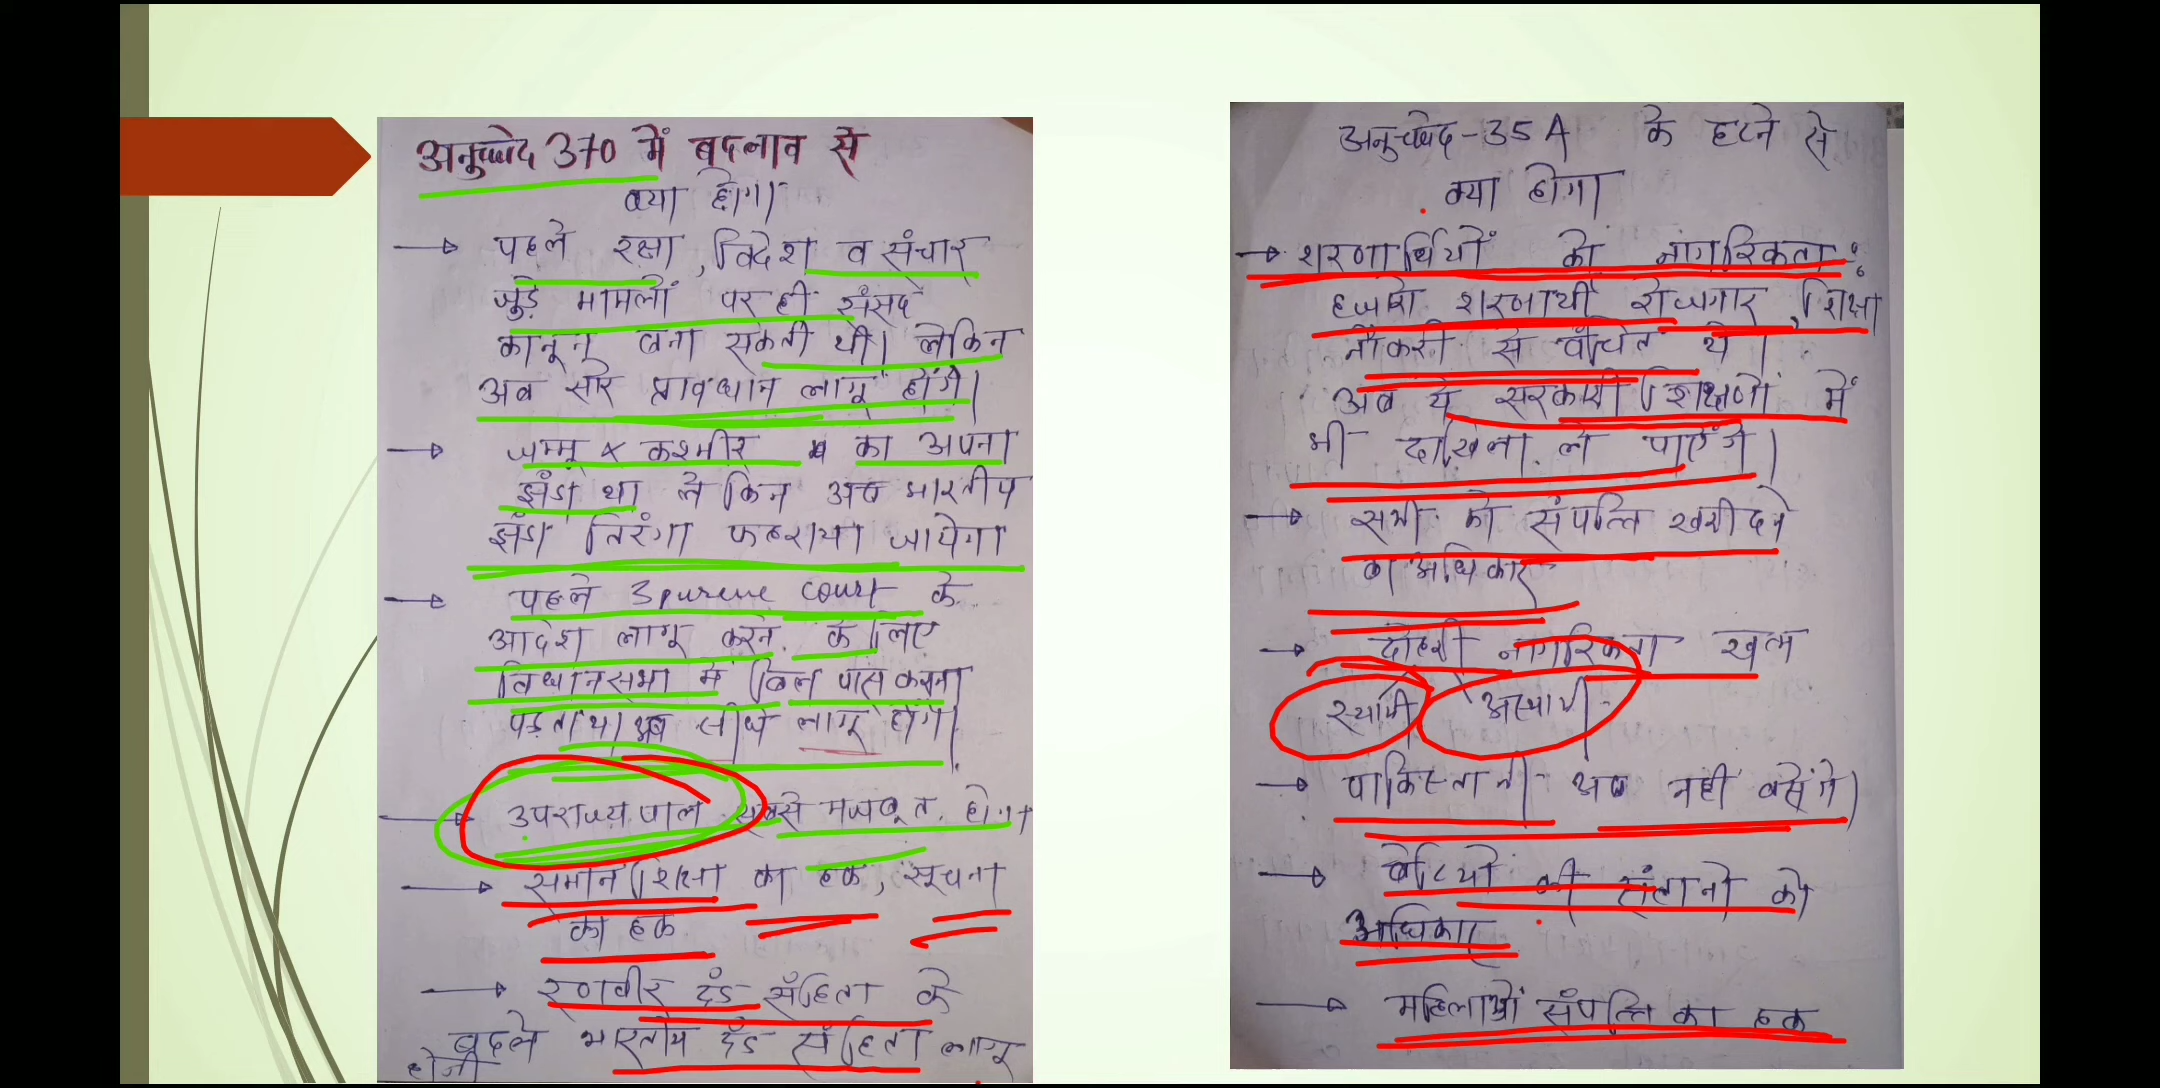 अनुच्छेद 370 में बदलाव से
क्या होगा
→ पहले रक्षा, विदेश व संचार
जुड़े मामलों पर ही संसद
कानून बना सकती थी। लेकिन
अब सारे प्रावधान लागू होंगे।
→ जम्मू & कश्मीर का अपना
झंडा था लेकिन अब भारतीय
झंडा तिरंगा फहराया जायेगा
→ पहले Supreme court के
आदेश लागू करने के लिए
विधानसभा में बिल पास करना
पड़ता था अब सीधे लागू होंगे।
→ उपराज्यपाल सबसे मजबूत होगा
→ समान शिक्षा का हक, सूचना
का हक
→ रणवीर दंड संहिता के
बदले भारतीय दंड संहिता लागू
होगी
अनुच्छेद-35A के हटने से
क्या होगा
→ शरणार्थियों को नागरिकता :
हजारो शरणार्थी रोजगार, शिक्षा
नौकरी से वंचित थे।
अब ये सरकारी शिक्षणों में
भी दाखिला ले पाएंगे।
→ सभी को संपत्ति खरीदने
का अधिकार
→ दोहरी नागरिकता खत्म
स्थायी अस्थायी
→ पाकिस्तानी अब नहीं बसेंगे।
→ बेटियो की संतानो को
अधिकार
→ महिलाओं संपत्ति का हक